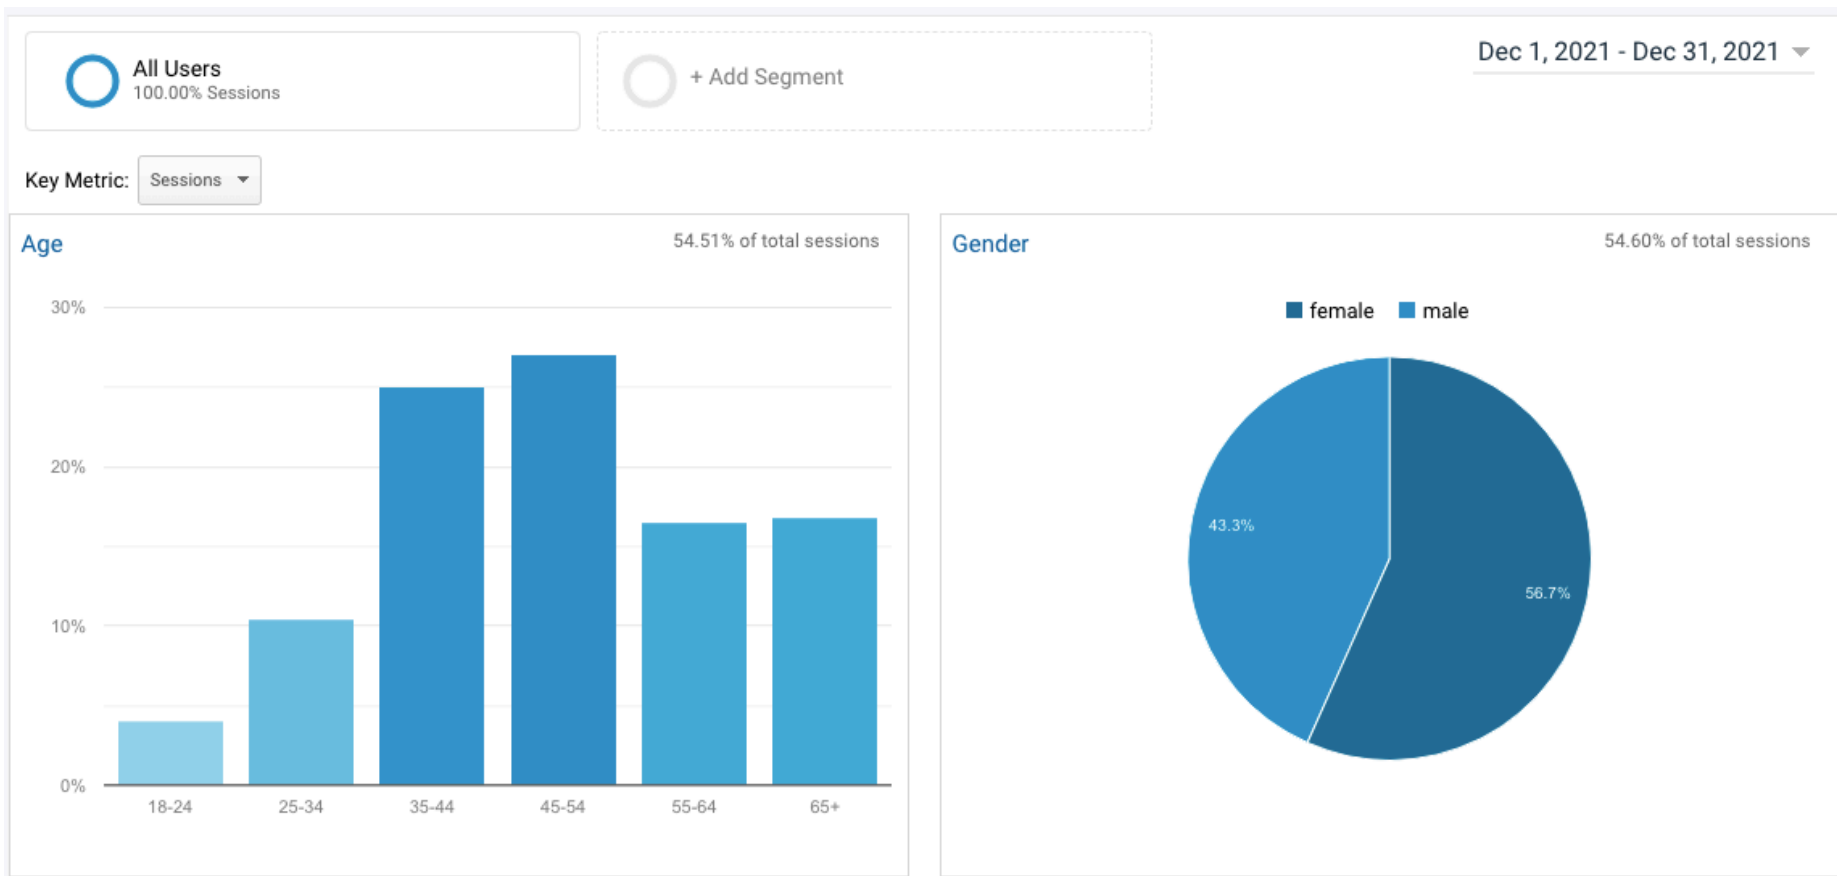 All Users
100.00% Sessions
+ Add Segment
Dec 1, 2021 - Dec 31, 2021
Key Metric: Sessions
Age
54.51% of total sessions
30%
20%
10%
0%
18-24 25-34 35-44 45-54 55-64 65+
Gender
54.60% of total sessions
female male
43.3%
56.7%